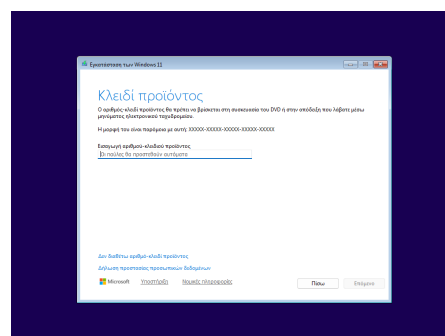 Εγκατάσταση των Windows 11
Κλειδί προϊόντος
Ο αριθμός-κλειδί προϊόντος θα πρέπει να βρίσκεται στη συσκευασία του DVD ή στην απόδειξη που λάβατε μέσω
μηνύματος ηλεκτρονικού ταχυδρομείου.
Η μορφή του είναι παρόμοια με αυτή: XXXXX-XXXXX-XXXXX-XXXXX-XXXXX
Εισαγωγή αριθμού-κλειδιού προϊόντος
Οι παύλες θα προστεθούν αυτόματα
Δεν διαθέτω αριθμό-κλειδί προϊόντος
Δήλωση προστασίας προσωπικών δεδομένων
Microsoft Υποστήριξη Νομικές πληροφορίες Πίσω Επόμενο